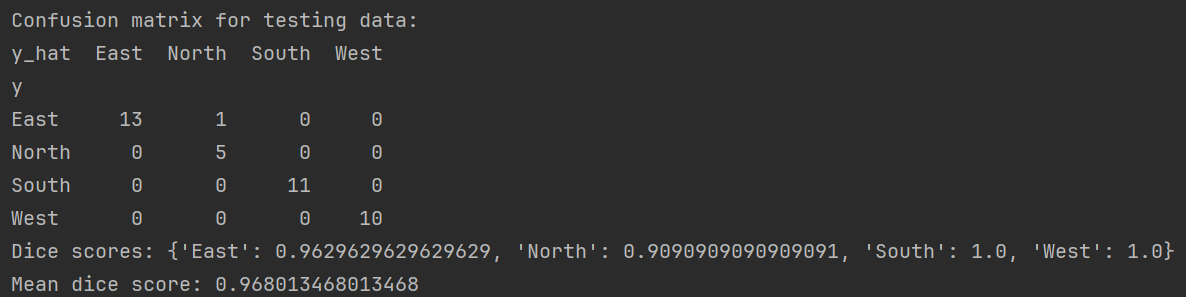 Confusion matrix for testing data:
y_hat  East  North  South  West
y
East     13      1      0     0
North     0      5      0     0
South     0      0     11     0
West      0      0      0    10
Dice scores: {'East': 0.9629629629629629, 'North': 0.9090909090909091, 'South': 1.0, 'West': 1.0}
Mean dice score: 0.968013468013468